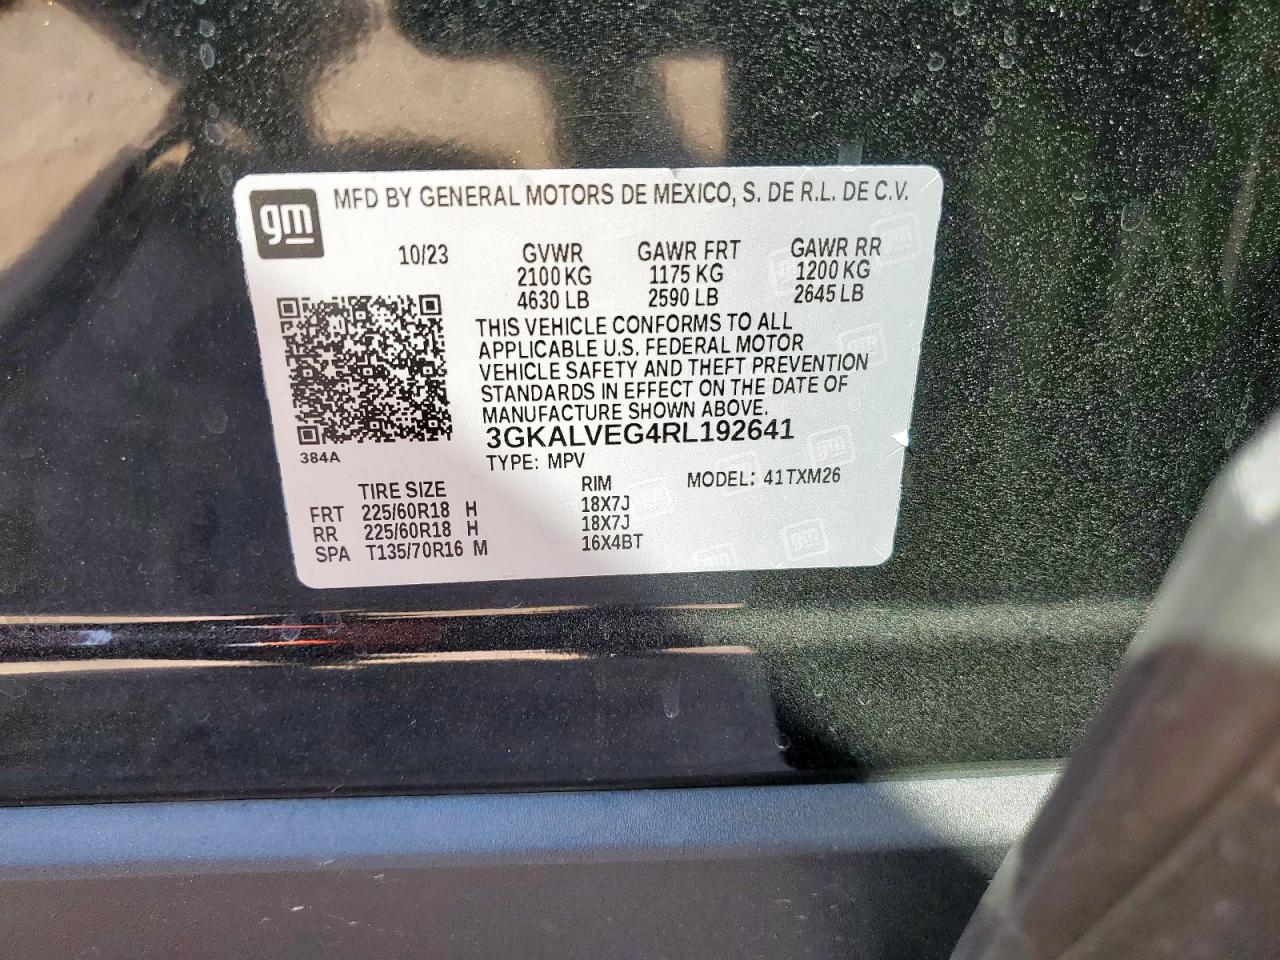 gm
MFD BY GENERAL MOTORS DE MEXICO, S. DE R.L. DE C.V.
10/23 GVWR GAWR FRT GAWR RR
2100 KG 1175 KG 1200 KG
4630 LB 2590 LB 2645 LB
THIS VEHICLE CONFORMS TO ALL
APPLICABLE U.S. FEDERAL MOTOR
VEHICLE SAFETY AND THEFT PREVENTION
STANDARDS IN EFFECT ON THE DATE OF
MANUFACTURE SHOWN ABOVE.
3GKALVEG4RL192641
384A
TYPE: MPV
MODEL: 41TXM26
TIRE SIZE RIM
FRT 225/60R18 H 18X7J
RR 225/60R18 H 18X7J
SPA T135/70R16 M 16X4BT